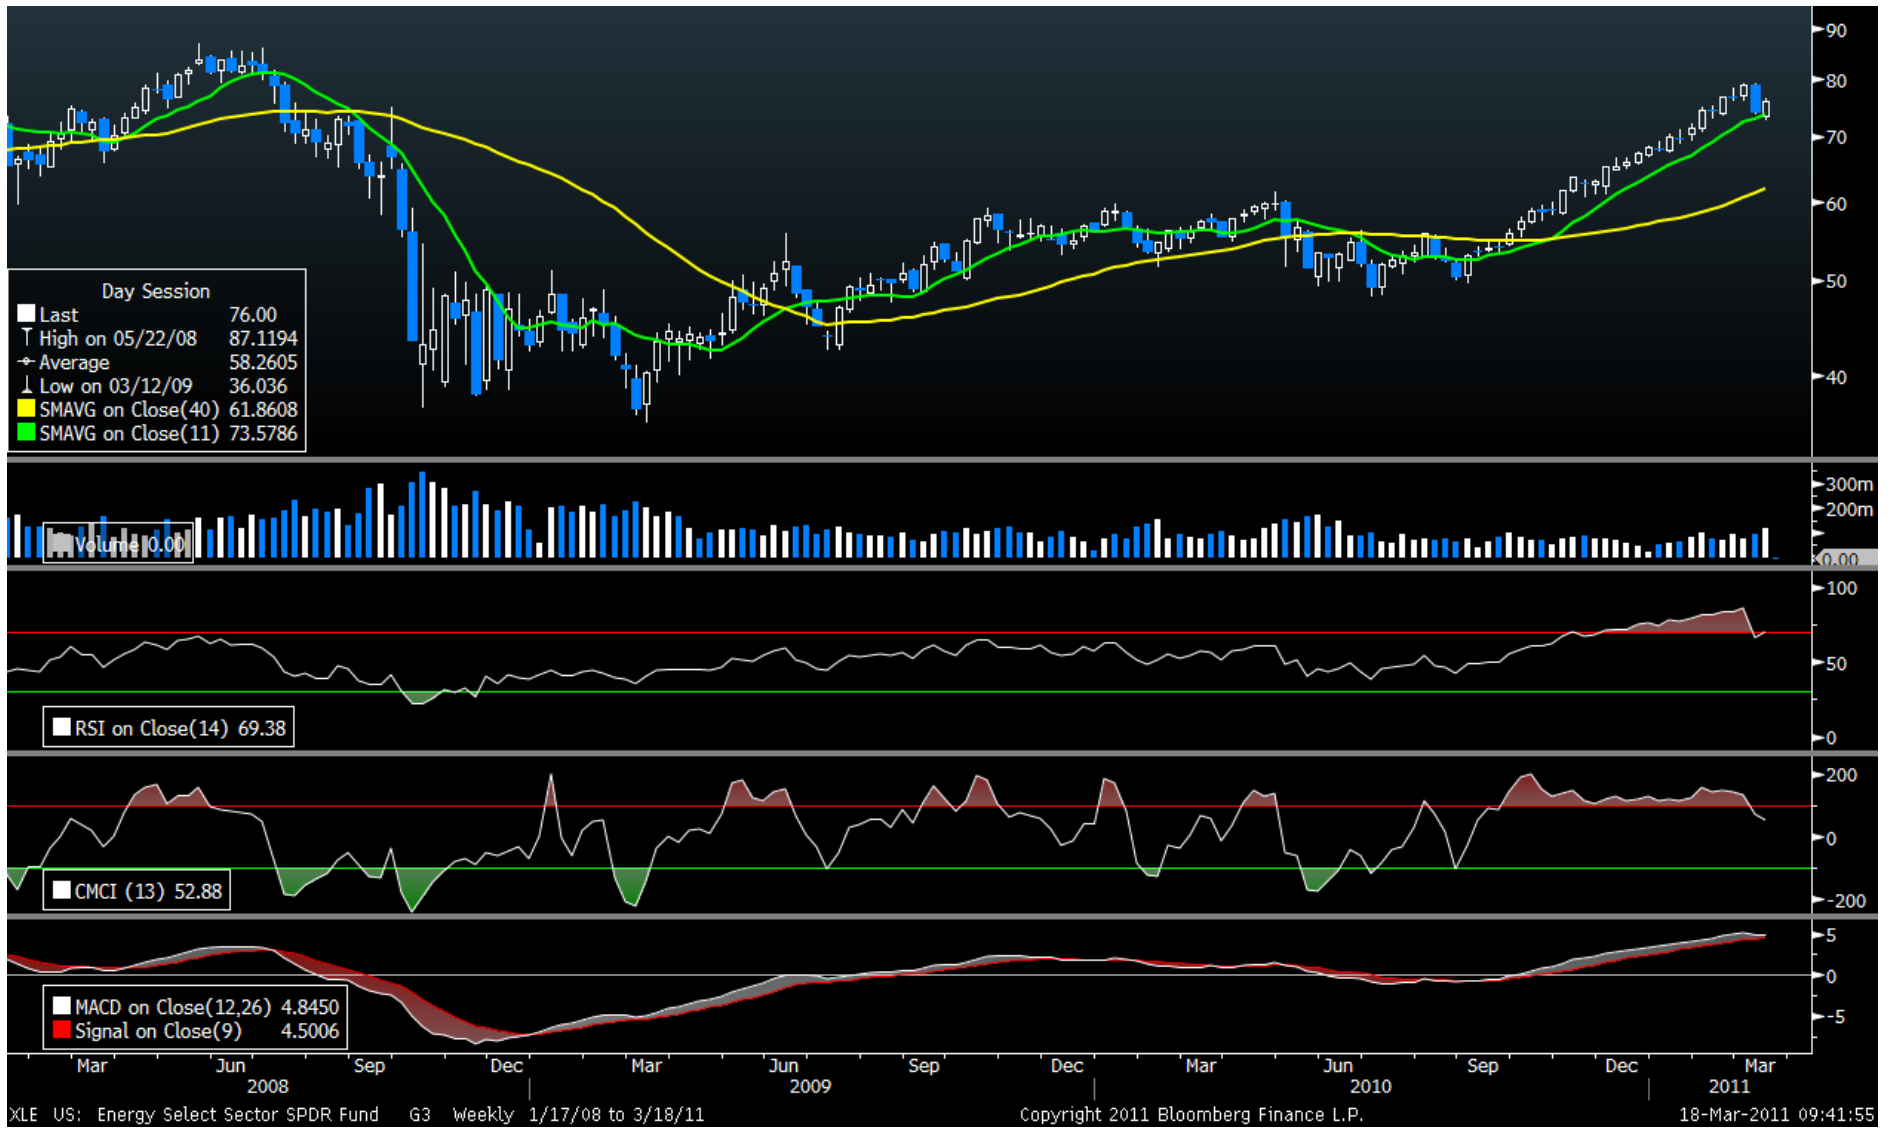 90
80
70
60
50
40
Day Session
Last 76.00
High on 05/22/08 87.1194
Average 58.2605
Low on 03/12/09 36.036
SMAVG on Close(40) 61.8608
SMAVG on Close(11) 73.5786
300m
200m
Volume 0.00
0.00
100
50
0
RSI on Close(14) 69.38
200
0
-200
CMCI (13) 52.88
5
0
-5
MACD on Close(12,26) 4.8450
Signal on Close(9) 4.5006
Mar Jun Sep Dec Mar Jun Sep Dec Mar Jun Sep Dec Mar
2008 2009 2010 2011
XLE US: Energy Select Sector SPDR Fund G3 Weekly 1/17/08 to 3/18/11 Copyright 2011 Bloomberg Finance L.P. 18-Mar-2011 09:41:55